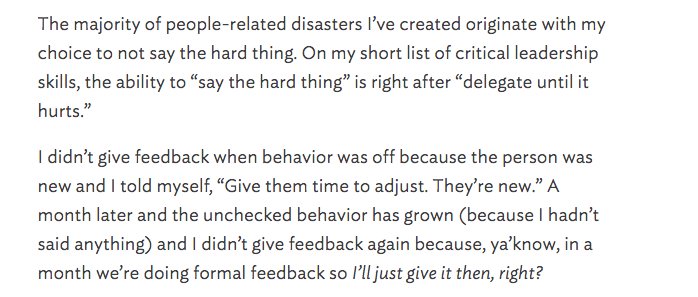 The majority of people-related disasters I’ve created originate with my
choice to not say the hard thing. On my short list of critical leadership
skills, the ability to “say the hard thing” is right after “delegate until it
hurts.”
I didn’t give feedback when behavior was off because the person was
new and I told myself, “Give them time to adjust. They’re new.” A
month later and the unchecked behavior has grown (because I hadn’t
said anything) and I didn’t give feedback again because, ya’know, in a
month we’re doing formal feedback so I’ll just give it then, right?